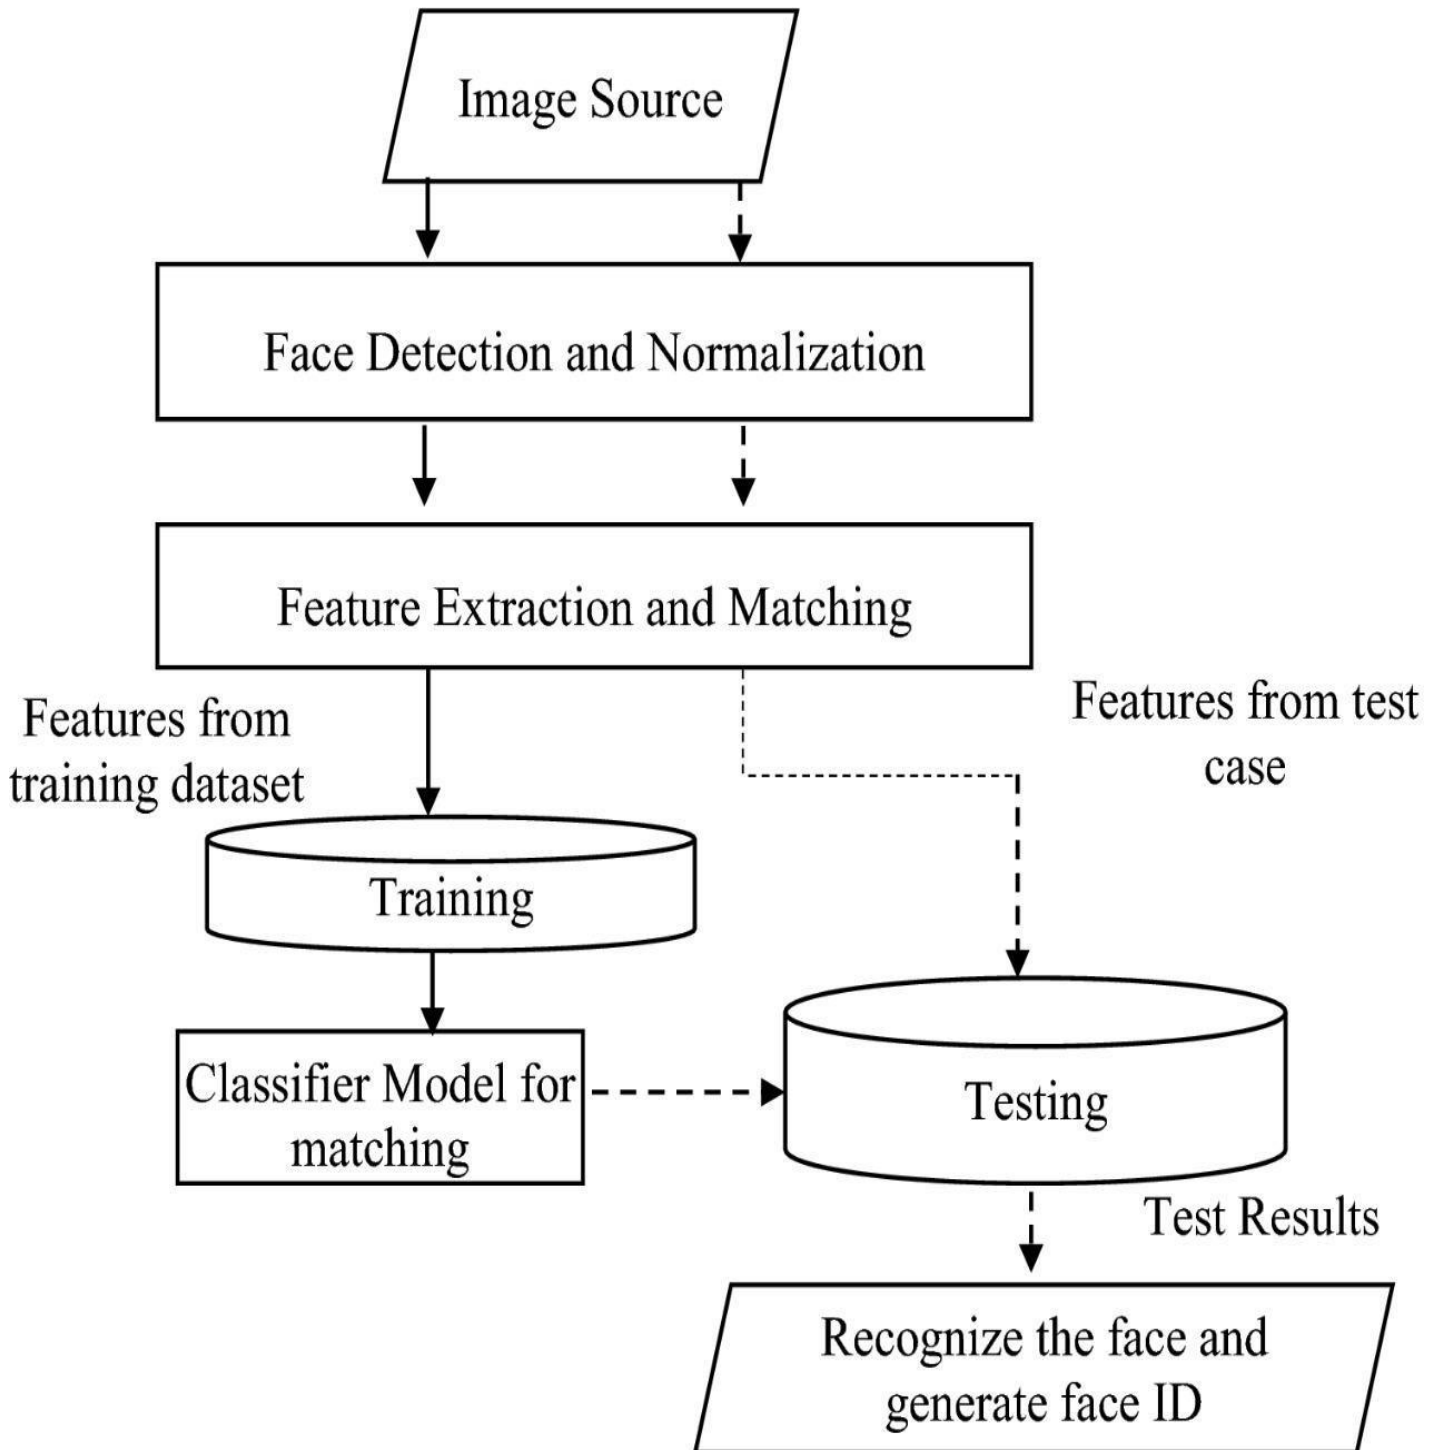 Image Source
Face Detection and Normalization
Feature Extraction and Matching
Features from
training dataset
Features from test
case
Training
Classifier Model for
matching
Testing
Test Results
Recognize the face and
generate face ID